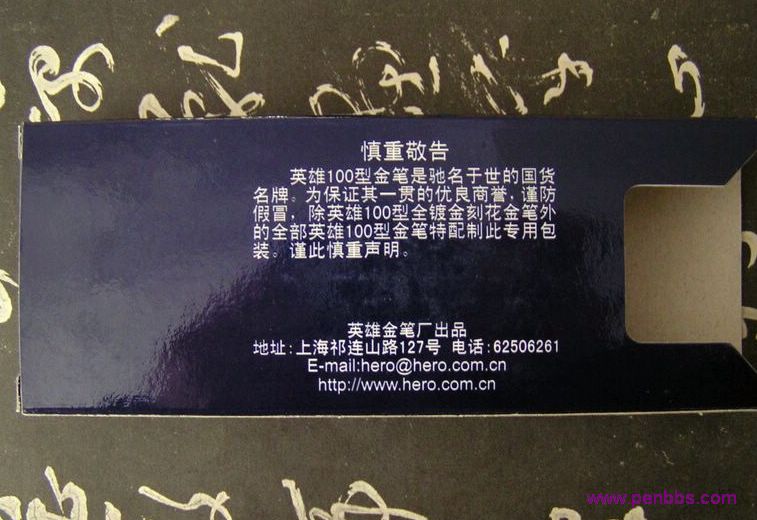 慎重敬告
英雄100型金笔是驰名于世的国货
名牌。为保证其一贯的优良商誉，谨防
假冒，除英雄100型全镀金刻花金笔外
的全部英雄100型金笔特配制此专用包
装。谨此慎重声明。
英雄金笔厂出品
地址:上海祁连山路127号 电话:62506261
E-mail:hero@hero.com.cn
http://www.hero.com.cn
www.penbbs.com